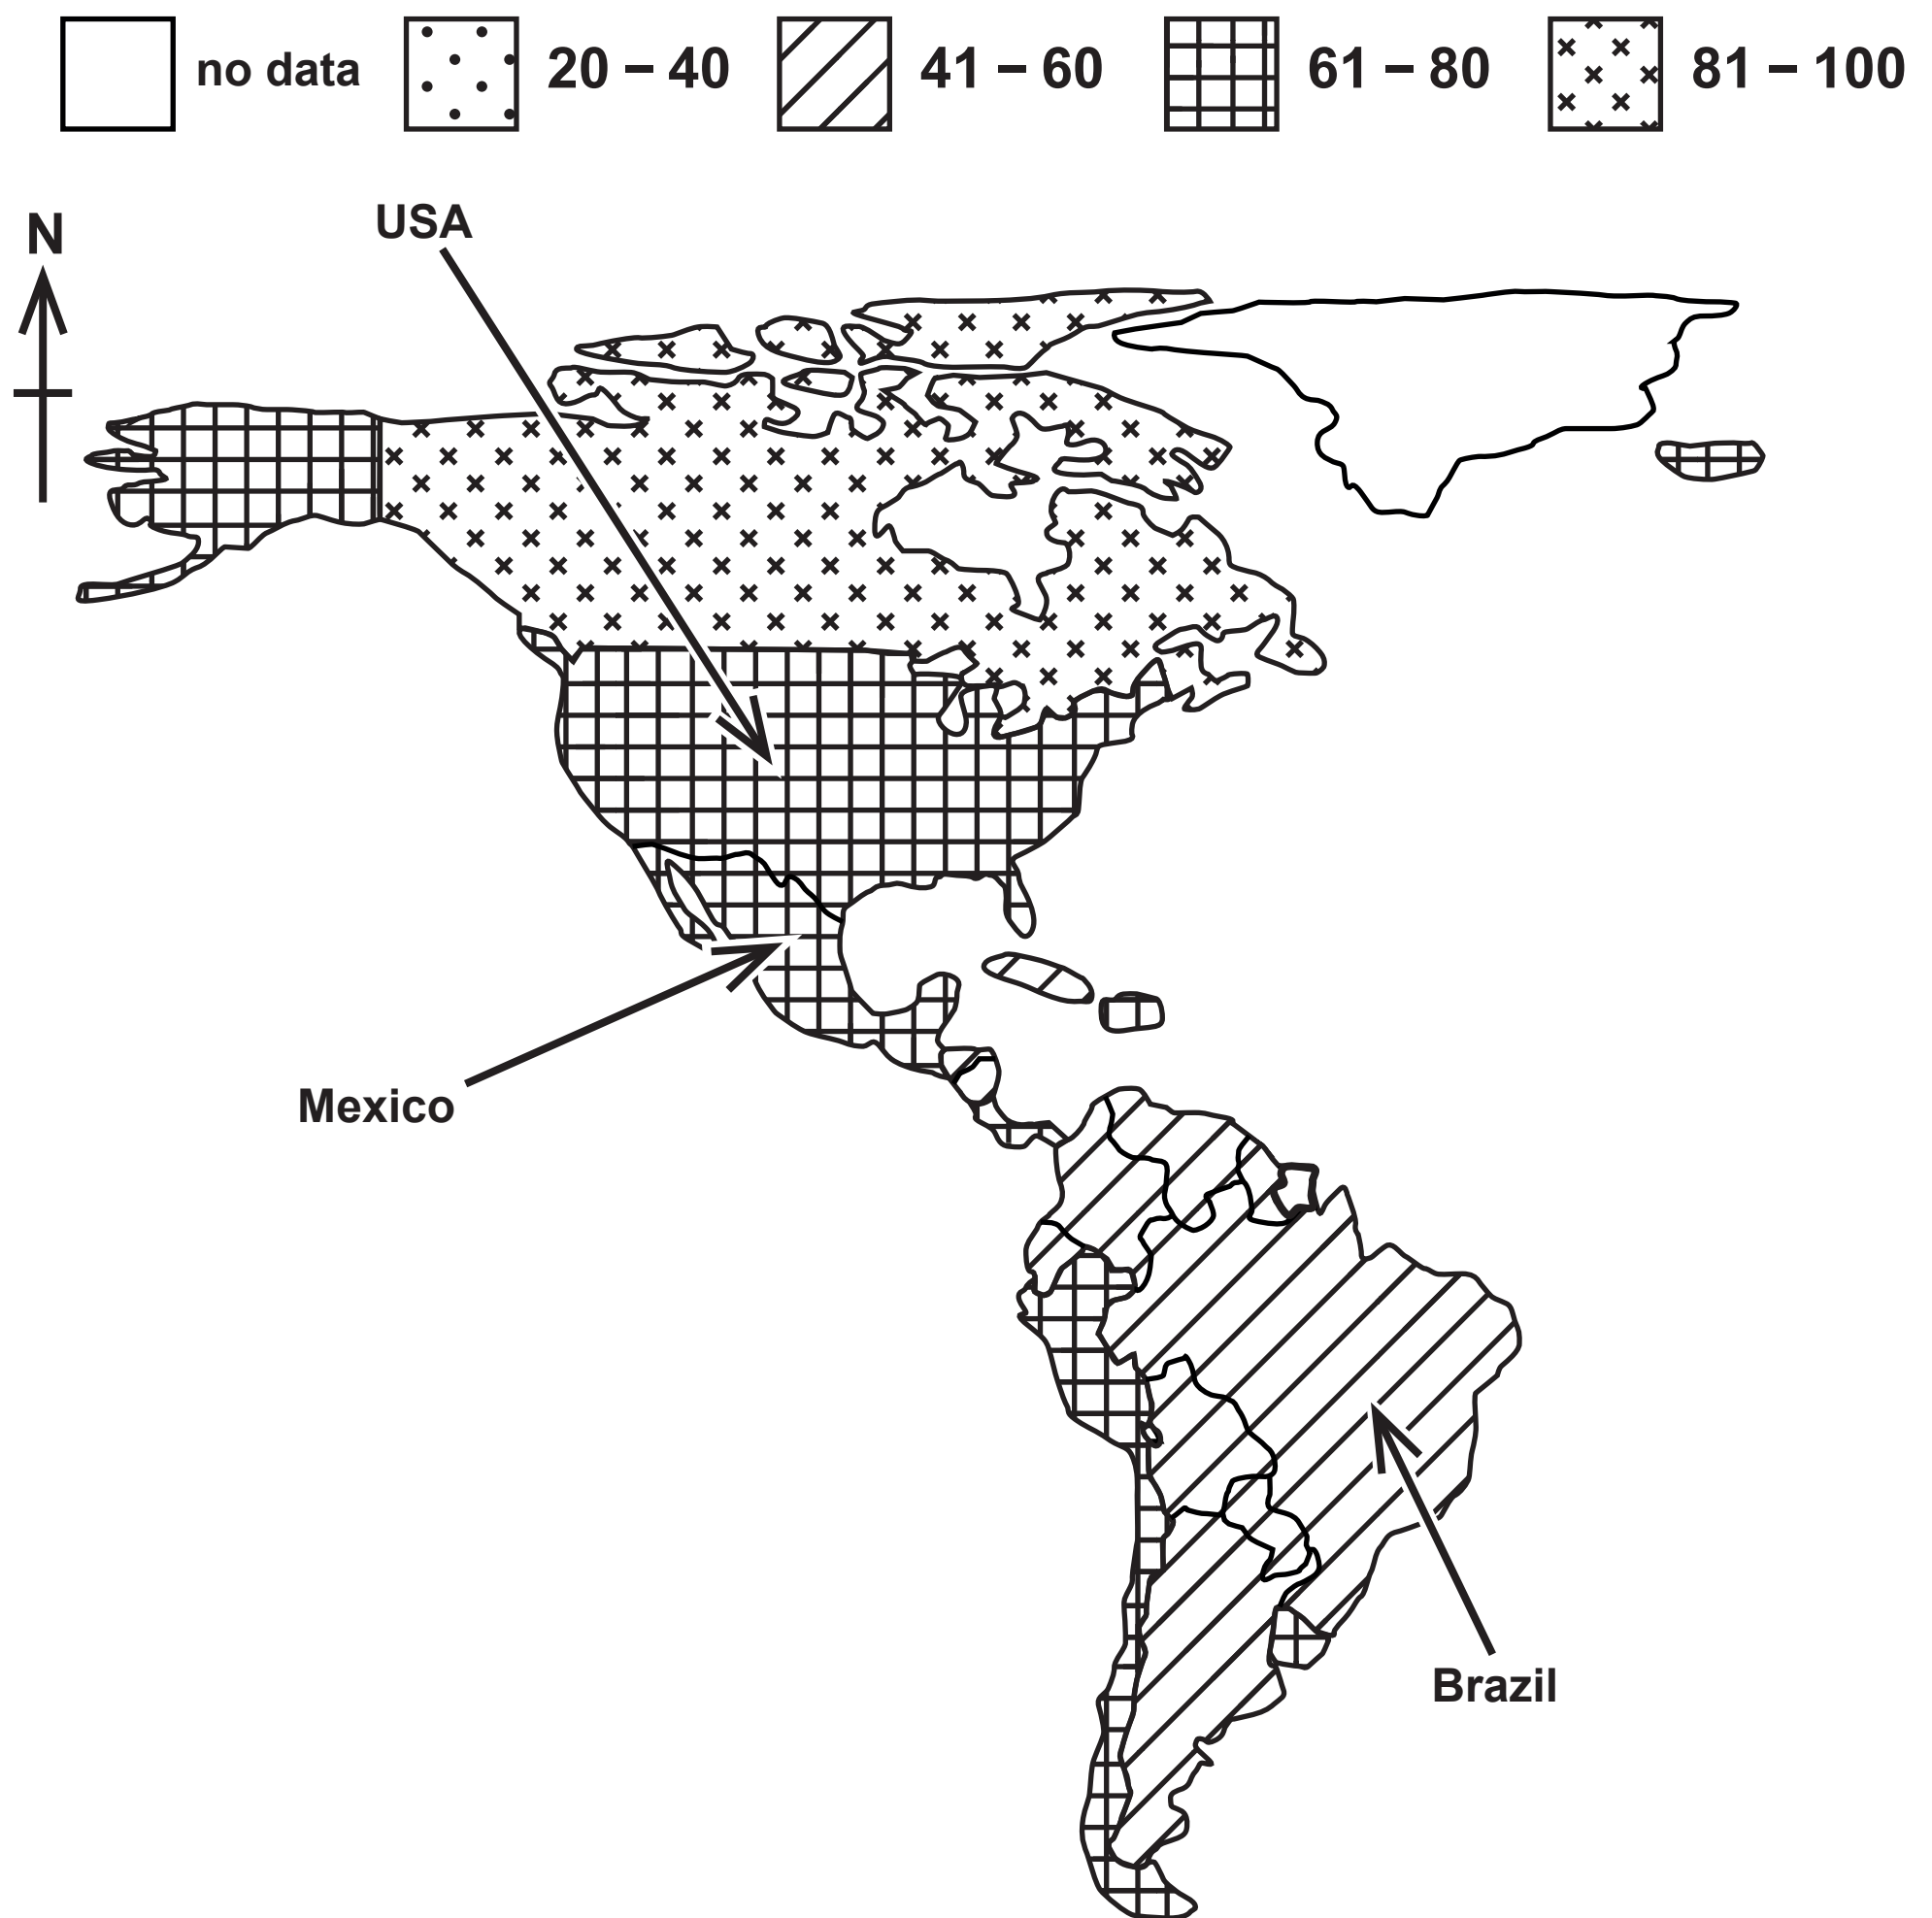 no data 20 – 40 41 – 60 61 – 80 81 – 100
USA
N
Mexico
Brazil